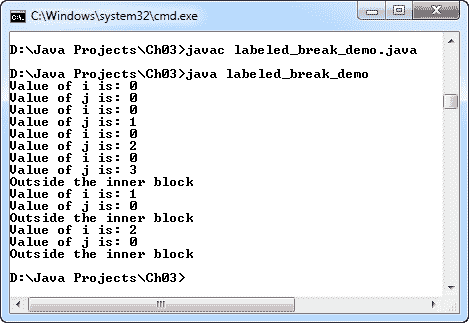 C:\Windows\system32\cmd.exe
D:\Java Projects\Ch03>javac labeled_break_demo.java
D:\Java Projects\Ch03>java labeled_break_demo
Value of i is: 0
Value of j is: 0
Value of i is: 0
Value of j is: 1
Value of i is: 0
Value of j is: 2
Value of i is: 0
Value of j is: 3
Outside the inner block
Value of i is: 1
Value of j is: 0
Outside the inner block
Value of i is: 2
Value of j is: 0
Outside the inner block
D:\Java Projects\Ch03>